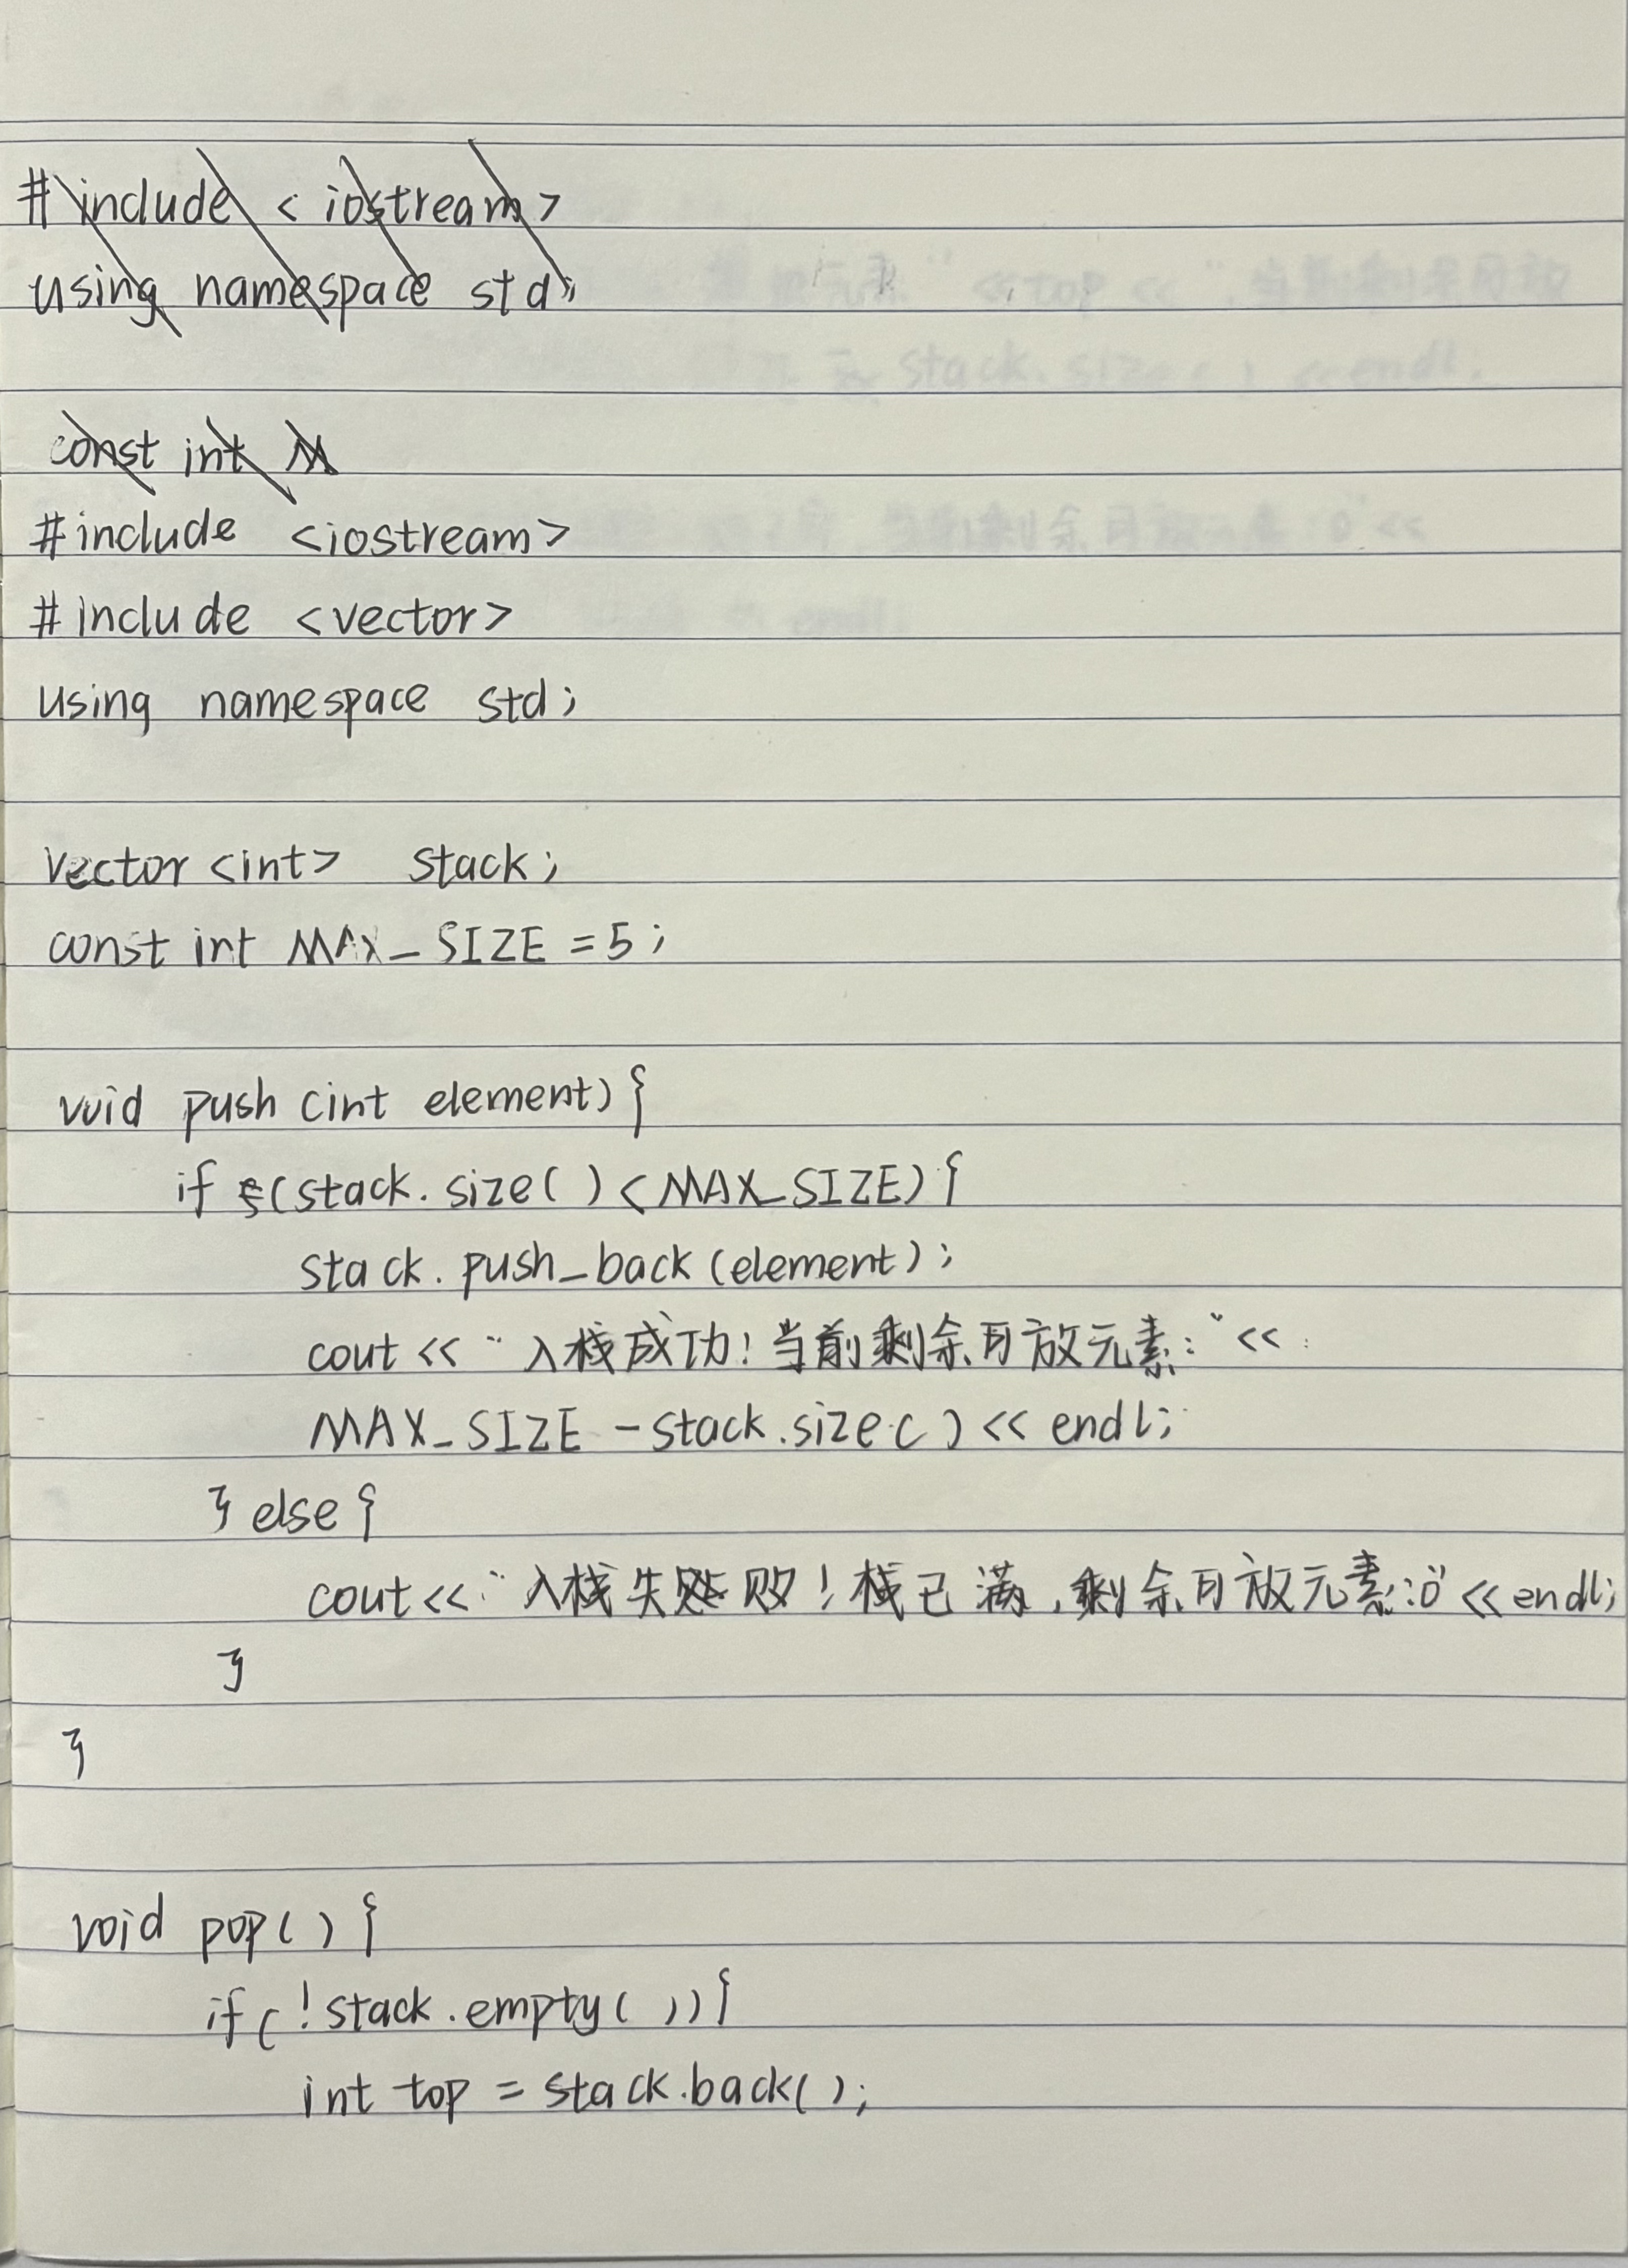 # include < iostream>
using namespace std;
const int M
#include <iostream>
#include <vector>
using namespace std;
vector <int> stack;
const int MAX_SIZE = 5;
void push (int element) {
if (stack. size( ) < MAX_SIZE) {
stack. push_back (element);
cout << "入栈成功!当前剩余可放元素:" <<
MAX_SIZE - stack.size( ) << endl;
} else {
cout << "入栈失败!栈已满,剩余可放元素:0" << endl;
}
}
void pop( ) {
if ( !stack.empty( )) {
int top = stack.back( );